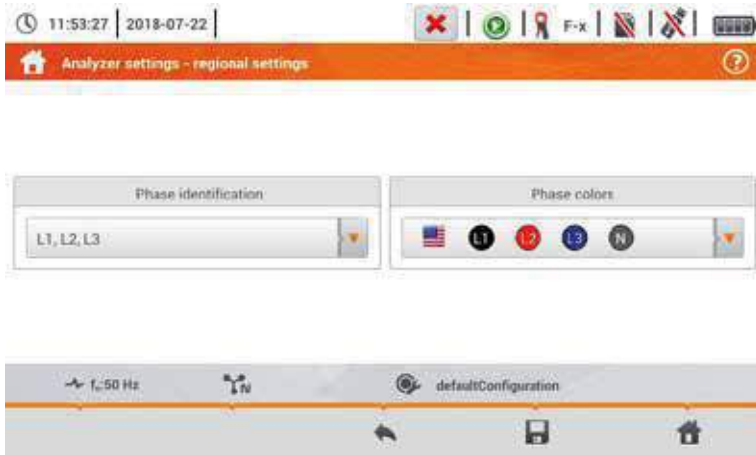 11:53:27 2018-07-22 F-x
Analyzer settings - regional settings ?
Phase identification
Phase colors
L1, L2, L3
L1 L2 L3 N
fₙ:50 Hz N defaultConfiguration